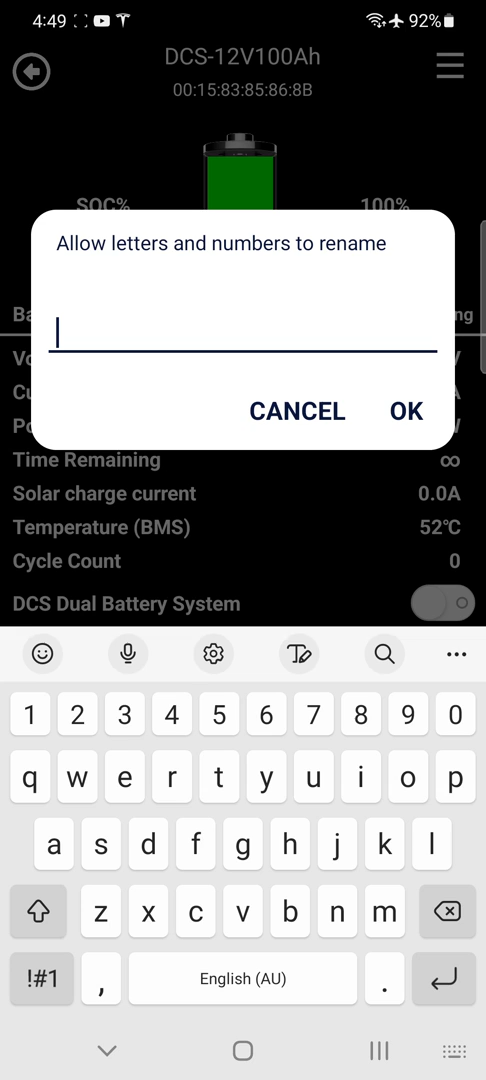 4:49 92%
DCS-12V100Ah
00:15:83:85:86:8B
SOC% 100%
Allow letters and numbers to rename
CANCEL OK
Time Remaining ∞
Solar charge current 0.0A
Temperature (BMS) 52℃
Cycle Count 0
DCS Dual Battery System
1 2 3 4 5 6 7 8 9 0
q w e r t y u i o p
a s d f g h j k l
z x c v b n m
!#1 , English (AU) .